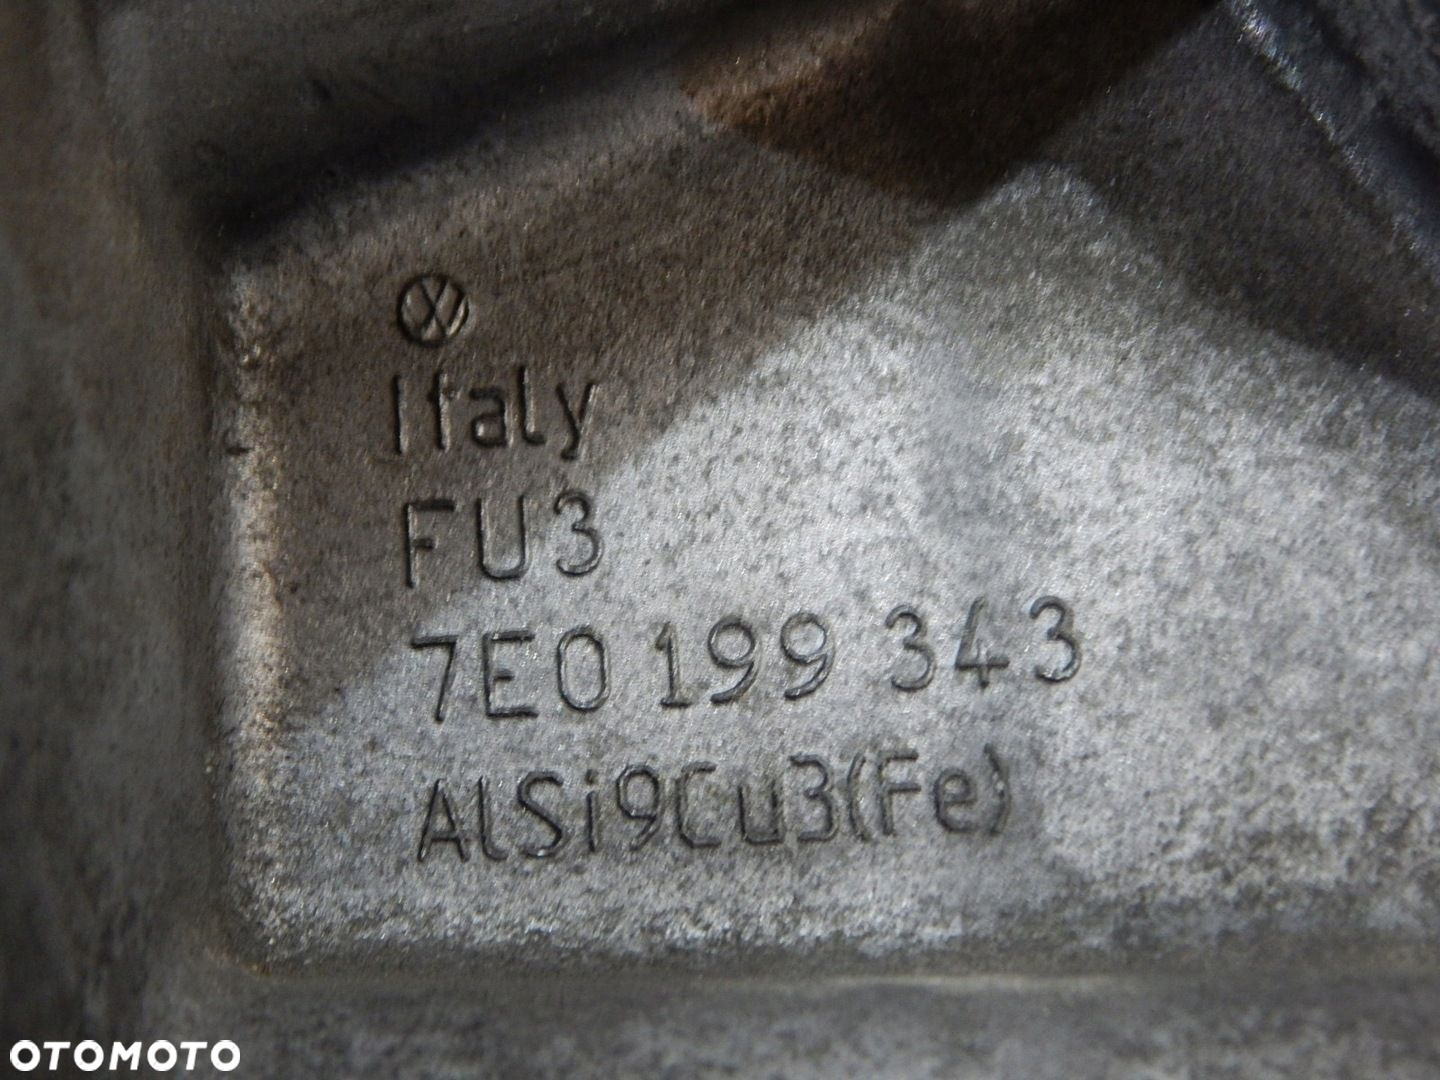 Italy
FU3
7E0 199 343
AlSi9Cu3(Fe)
OTOMOTO